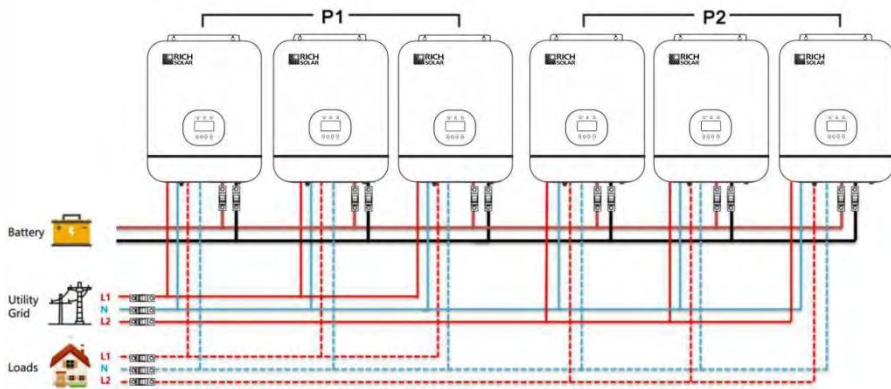 P1
P2
RICH
SOLAR
RICH
SOLAR
RICH
SOLAR
RICH
SOLAR
RICH
SOLAR
RICH
SOLAR
Battery
Utility
Grid
L1
N
L2
Loads
L1
N
L2